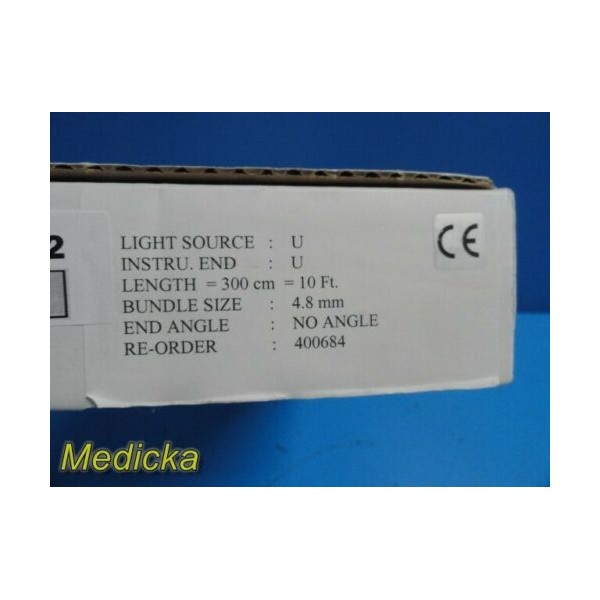 2
LIGHT SOURCE : U
INSTRU. END : U
LENGTH = 300 cm = 10 Ft.
BUNDLE SIZE : 4.8 mm
END ANGLE : NO ANGLE
RE-ORDER : 400684
CE
Medicka